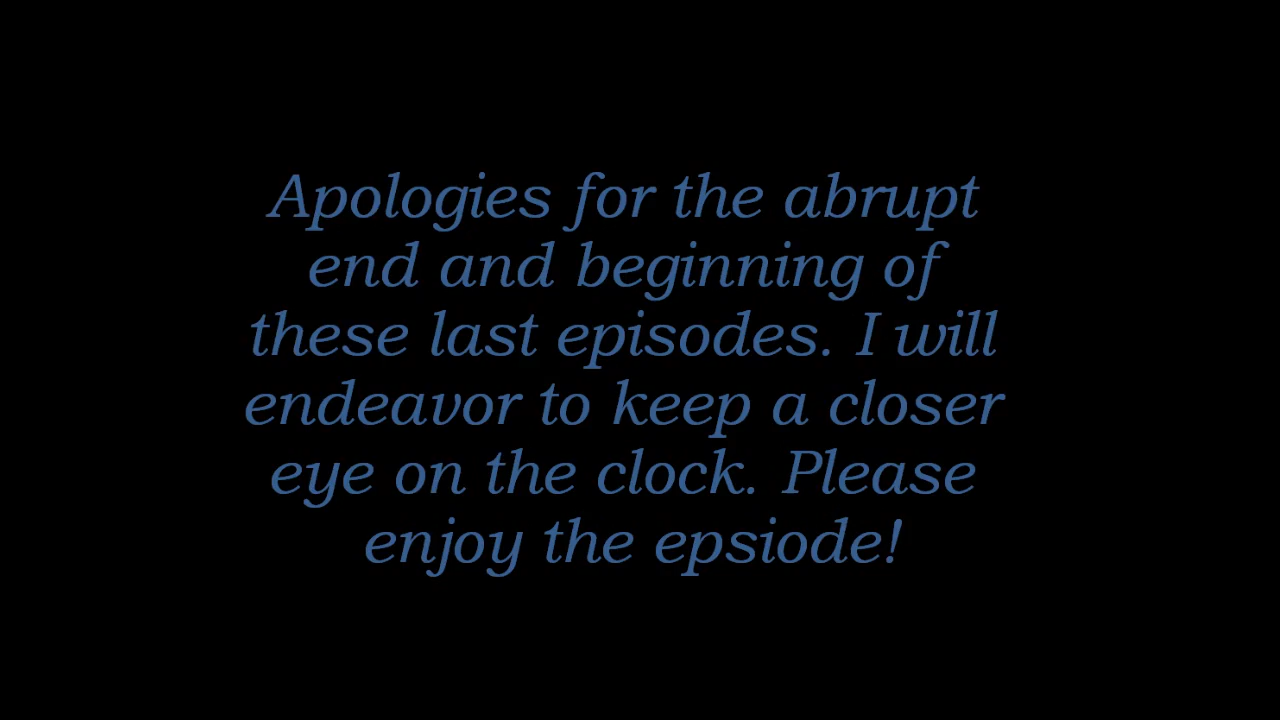 Apologies for the abrupt
end and beginning of
these last episodes. I will
endeavor to keep a closer
eye on the clock. Please
enjoy the epsiode!